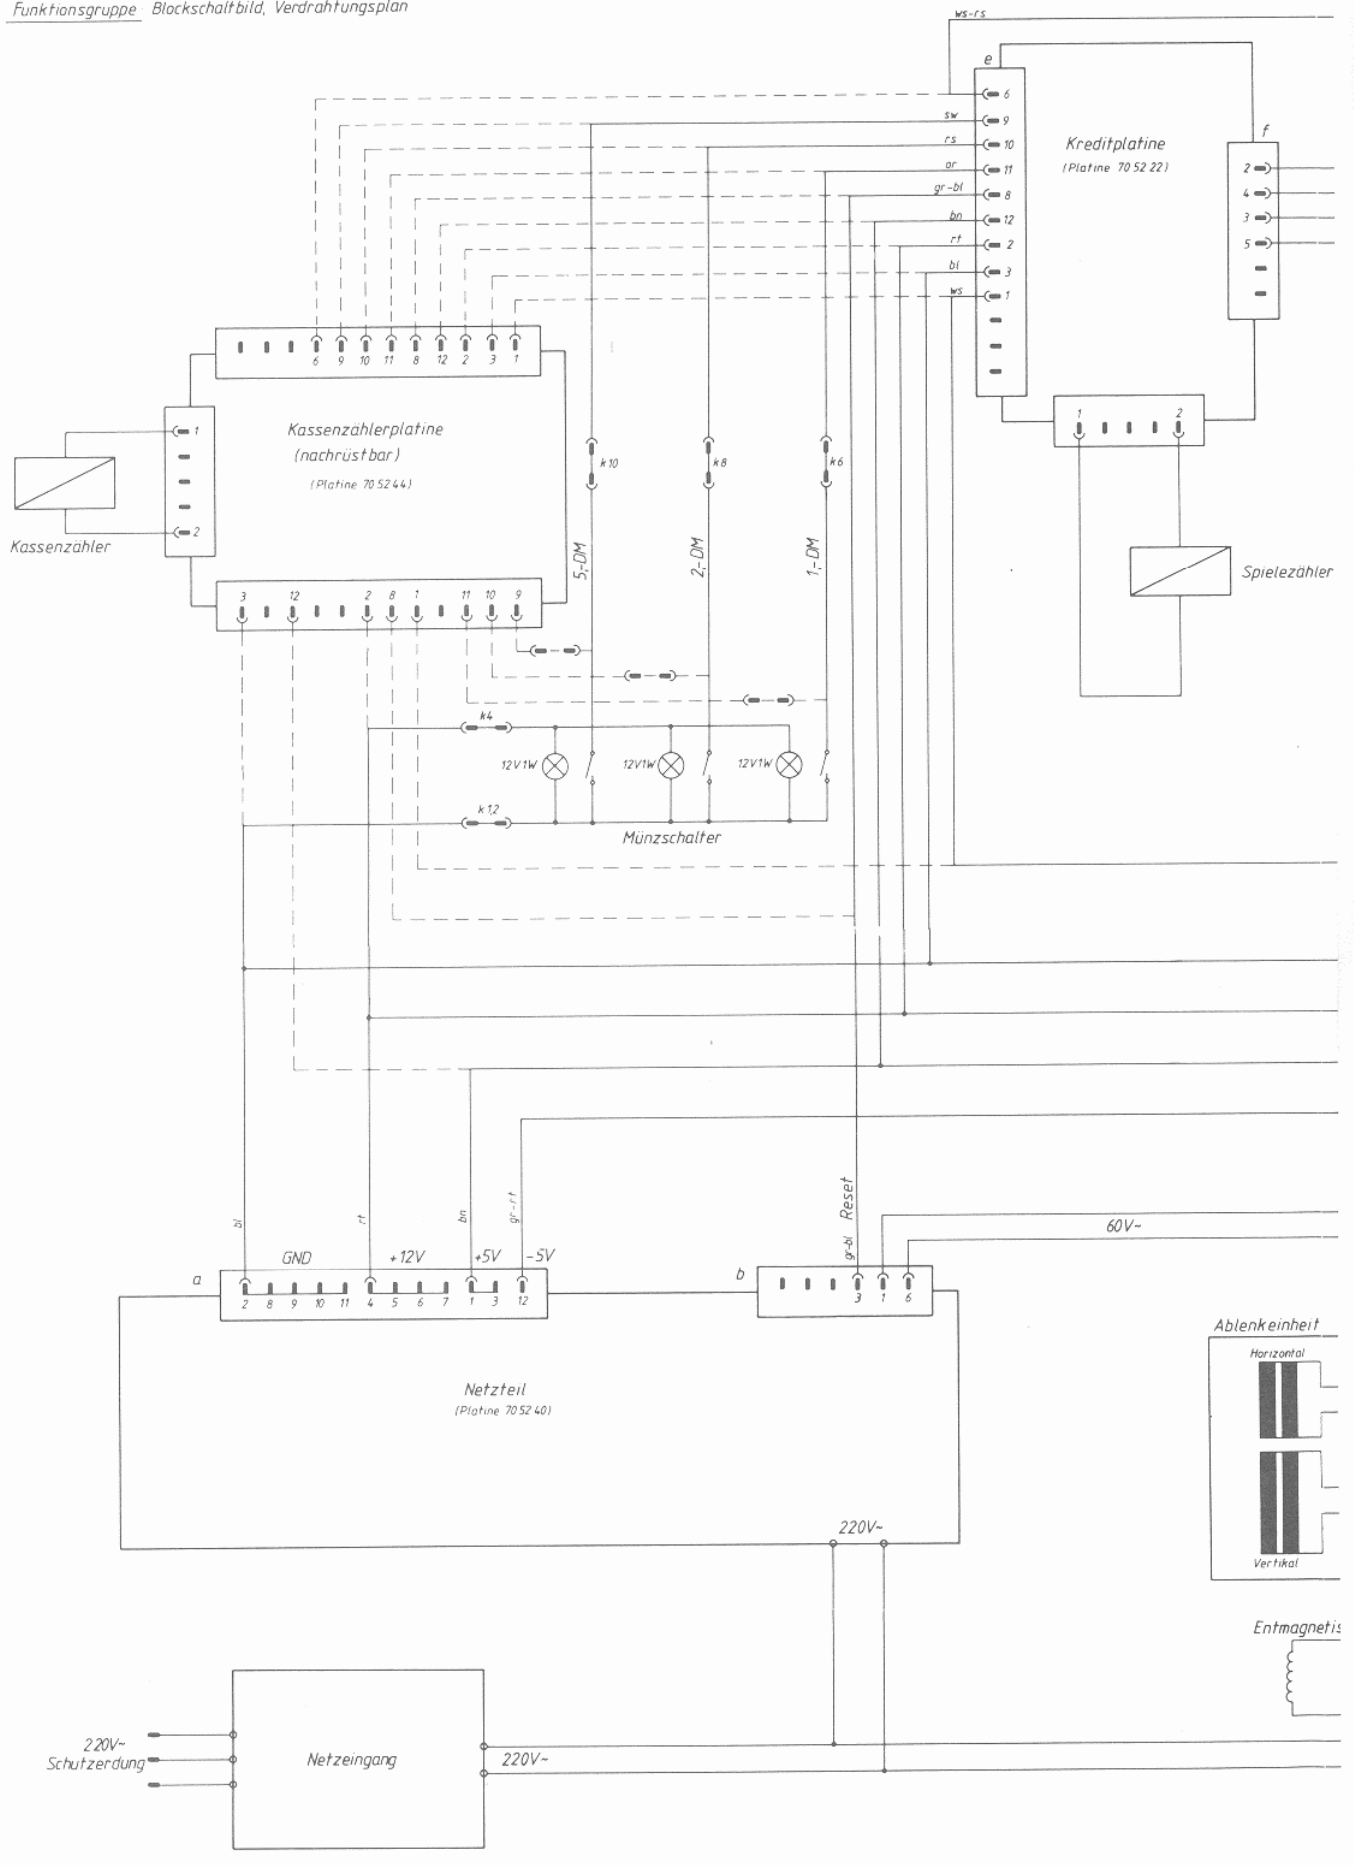 Funktionsgruppe Blockschaltbild, Verdrahtungsplan
ws-rs
e
6
sw
9
rs
10
or
11
gr-bl
8
bn
12
rt
2
bl
3
ws
1
Kreditplatine
(Platine 70 52 22)
f
2
4
3
5
1 2
6 9 10 11 8 12 2 3 1
Kassenzählerplatine
(nachrüstbar)
(Platine 70 52 44)
1
2
Kassenzähler
k10
k8
k6
5,-DM
2,-DM
1,-DM
Spielezähler
3 12 2 8 1 11 10 9
k4
12V1W
12V1W
12V1W
k1,2
Münzschalter
bl
rt
bn
gr-rt
gr-bl Reset
60V~
GND
+12V
+5V
-5V
a
2 8 9 10 11 4 5 6 7 1 3 12
b
3 1 6
Netzteil
(Platine 70 52 40)
220V~
Ablenkeinheit
Horizontal
Vertikal
Entmagnetis
220V~
Schutzerdung
Netzeingang
220V~